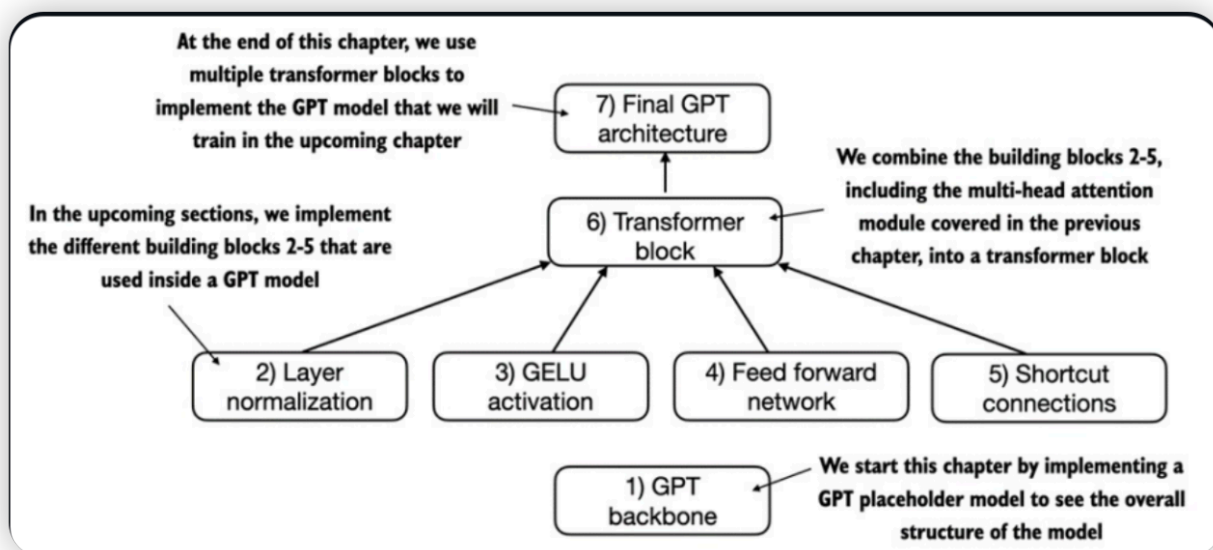 At the end of this chapter, we use
multiple transformer blocks to
implement the GPT model that we will
train in the upcoming chapter
7) Final GPT
architecture
We combine the building blocks 2-5,
including the multi-head attention
module covered in the previous
chapter, into a transformer block
In the upcoming sections, we implement
the different building blocks 2-5 that are
used inside a GPT model
6) Transformer
block
2) Layer
normalization
3) GELU
activation
4) Feed forward
network
5) Shortcut
connections
1) GPT
backbone
We start this chapter by implementing a
GPT placeholder model to see the overall
structure of the model